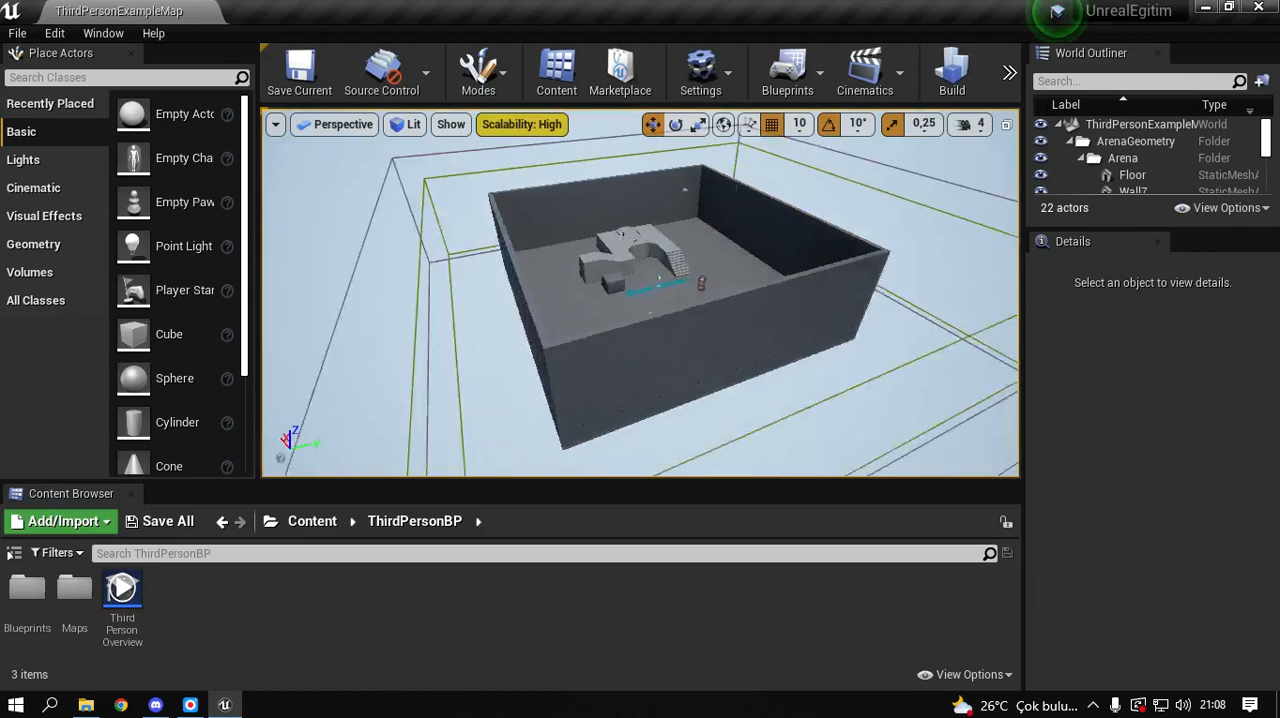 ThirdPersonExampleMap
UnrealEgitim
File Edit Window Help
Place Actors
Search Classes
Recently Placed
Basic
Lights
Cinematic
Visual Effects
Geometry
Volumes
All Classes
Empty Acto
Empty Cha
Empty Paw
Point Light
Player Star
Cube
Sphere
Cylinder
Cone
Save Current
Source Control
Modes
Content
Marketplace
Settings
Blueprints
Cinematics
Build
Perspective
Lit
Show
Scalability: High
10
10°
0,25
4
Z
World Outliner
Search...
Label Type
ThirdPersonExampleM World
ArenaGeometry Folder
Arena Folder
Floor StaticMeshA
Wall7 StaticMeshA
22 actors
View Options
Details
Select an object to view details.
Content Browser
Add/Import
Save All
Content
ThirdPersonBP
Filters
Search ThirdPersonBP
Blueprints
Maps
Third
Person
Overview
3 items
View Options
26°C Çok bulu...
21:08